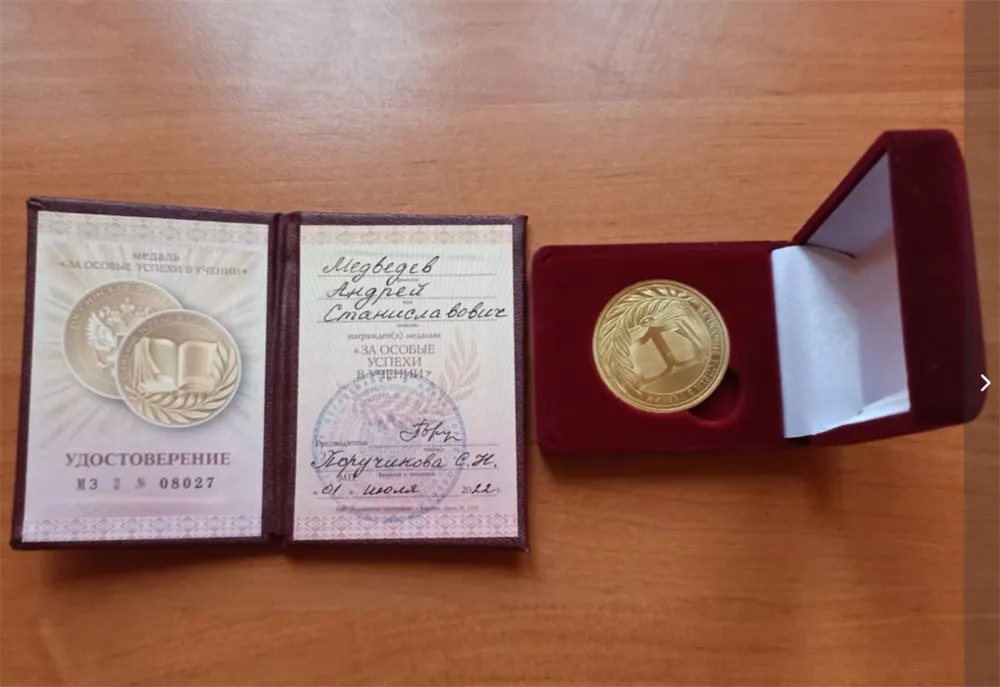 медаль
«ЗА ОСОБЫЕ УСПЕХИ В УЧЕНИИ»
УДОСТОВЕРЕНИЕ
МЗ П № 08027
Медведев
Андрей
Станиславович
награжден(а) медалью
«ЗА ОСОБЫЕ
УСПЕХИ
В УЧЕНИИ»
Руководитель
Поручикова С.Н.
М.П.
«01» июля 2022 г.